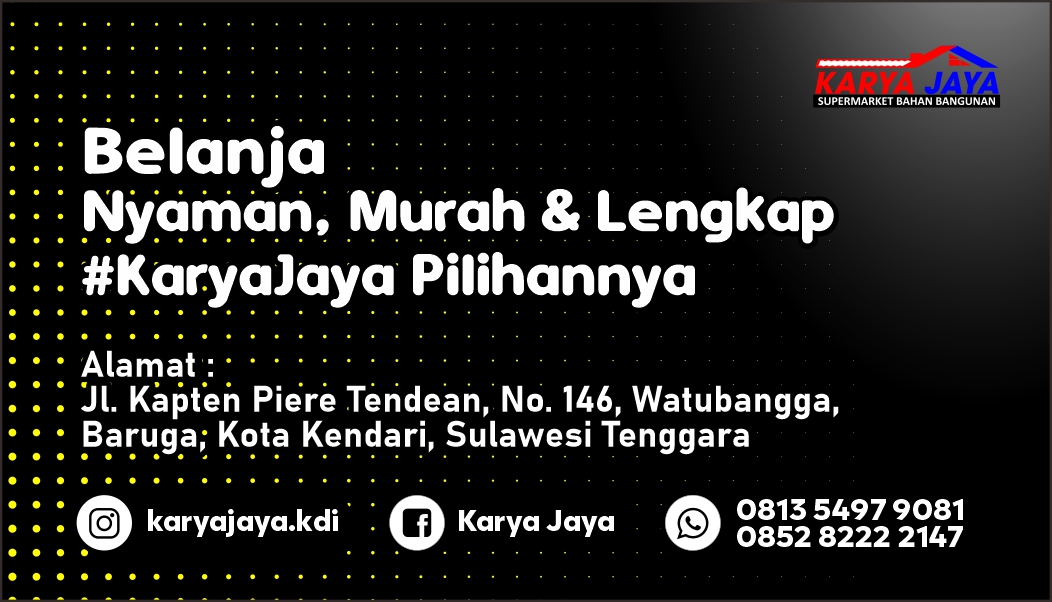 KARYA JAYA
SUPERMARKET BAHAN BANGUNAN
Belanja
Nyaman, Murah & Lengkap
#KaryaJaya Pilihannya
Alamat :
Jl. Kapten Piere Tendean, No. 146, Watubangga,
Baruga, Kota Kendari, Sulawesi Tenggara
karyajaya.kdi
Karya Jaya
0813 5497 9081
0852 8222 2147